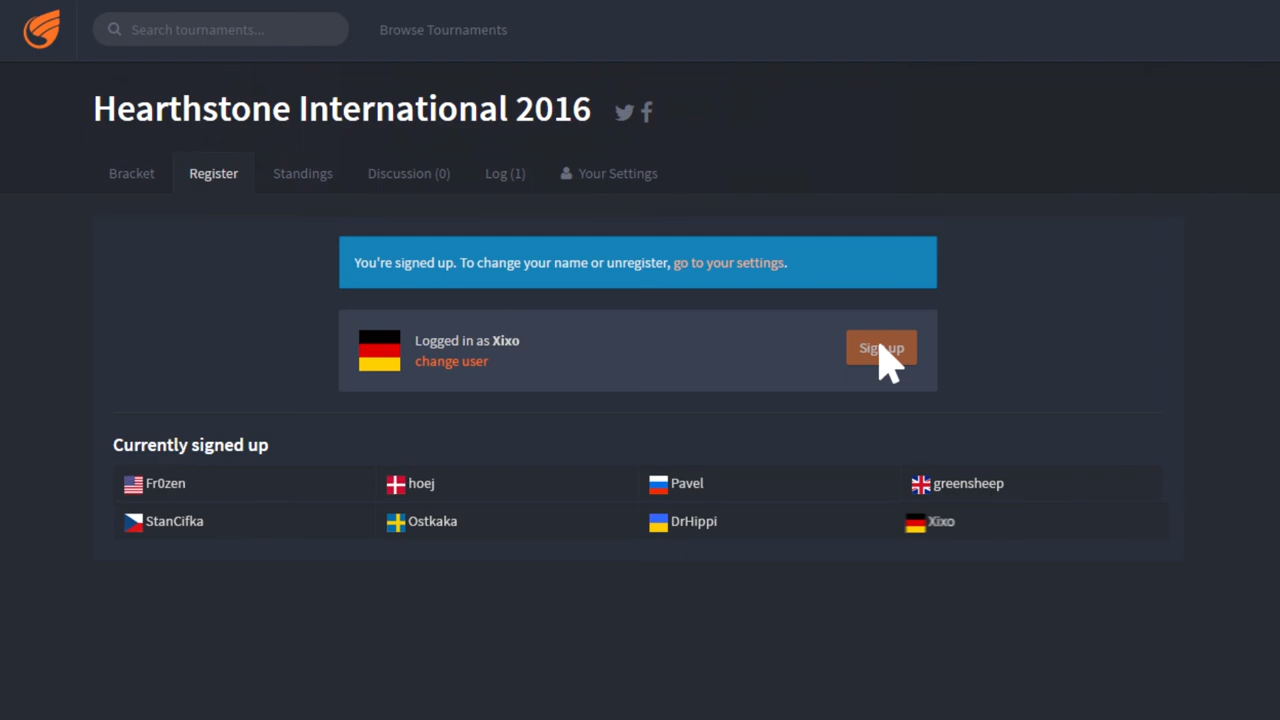 Search tournaments...
Browse Tournaments
Hearthstone International 2016
Bracket
Register
Standings
Discussion (0)
Log (1)
Your Settings
You're signed up. To change your name or unregister, go to your settings.
Logged in as Xixo
change user
Sign up
Currently signed up
Fr0zen
hoej
Pavel
greensheep
StanCifka
Ostkaka
DrHippi
Xixo